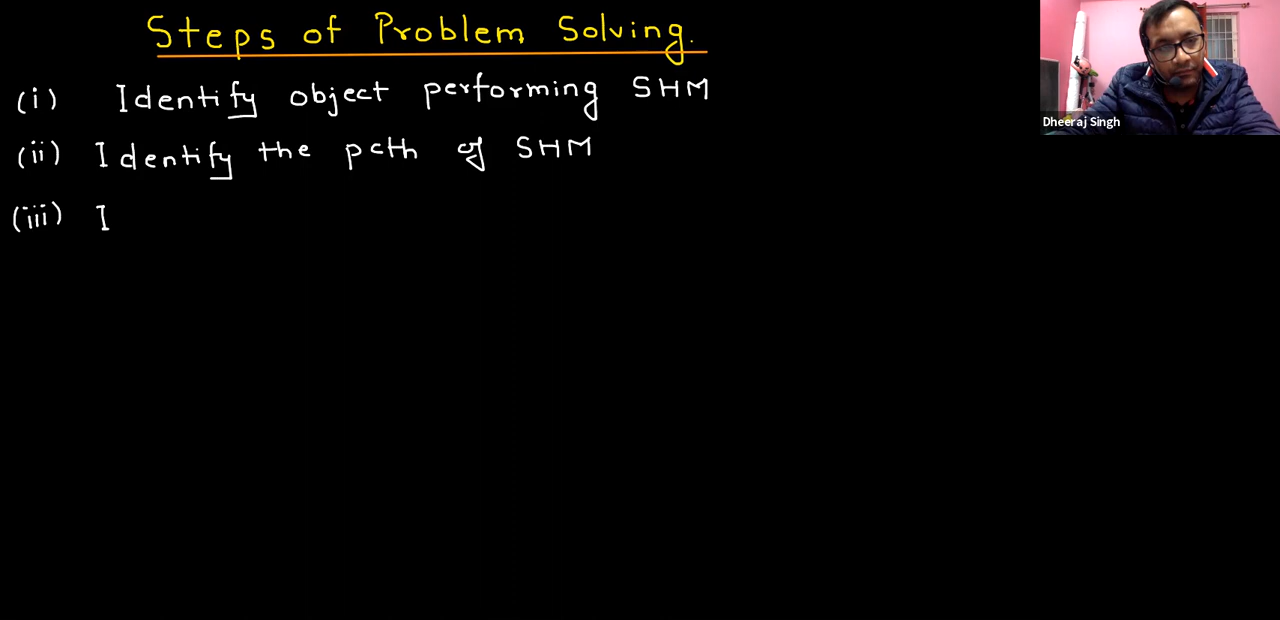 Steps of Problem Solving.
Dheeraj Singh
(i) Identify object performing SHM
(ii) Identify the path of SHM
(iii) I